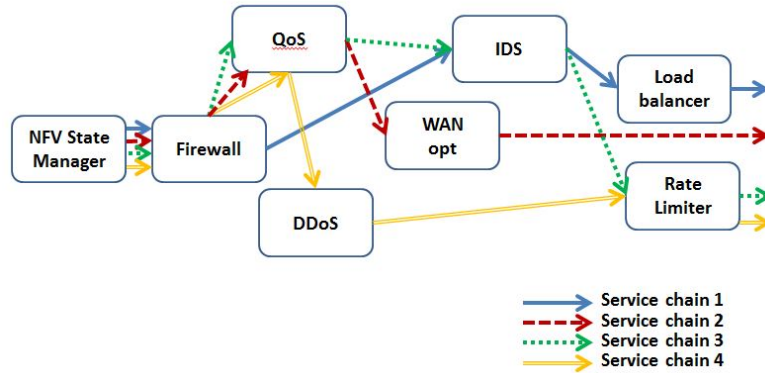 QoS
IDS
Load
balancer
NFV State
Manager
Firewall
WAN
opt
Rate
Limiter
DDoS
Service chain 1
Service chain 2
Service chain 3
Service chain 4